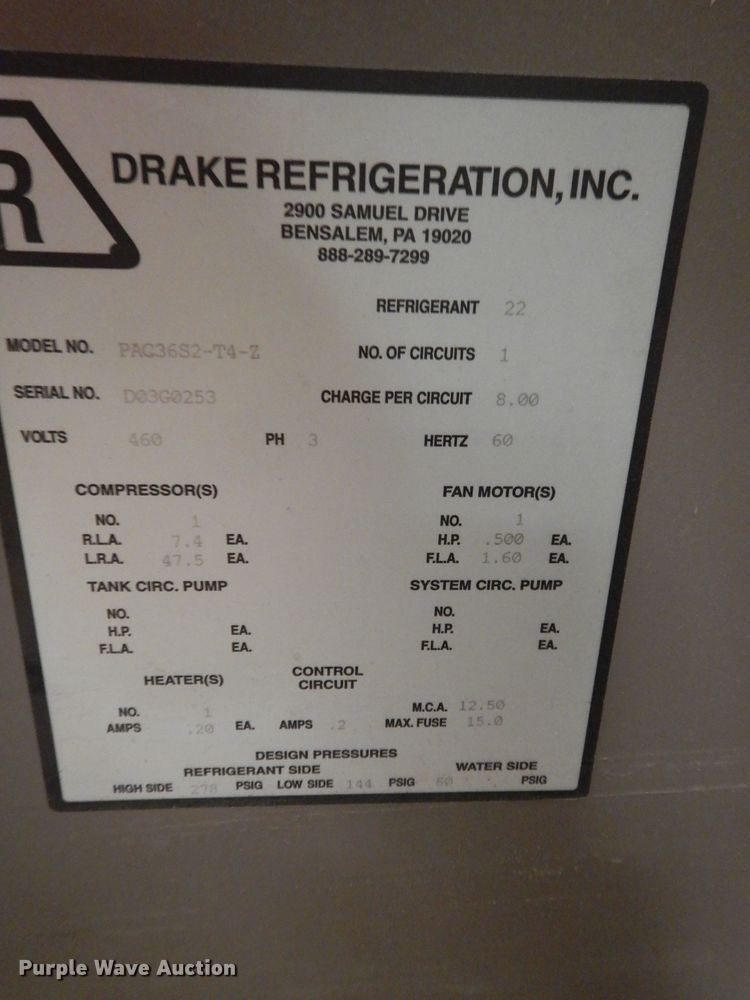 R
DRAKE REFRIGERATION, INC.
2900 SAMUEL DRIVE
BENSALEM, PA 19020
888-289-7299
REFRIGERANT 22
MODEL NO. PAC36S2-T4-Z NO. OF CIRCUITS 1
SERIAL NO. D03G0253 CHARGE PER CIRCUIT 8.00
VOLTS 460 PH 3 HERTZ 60
COMPRESSOR(S) FAN MOTOR(S)
NO. 1 NO. 1
R.L.A. 7.4 EA. H.P. .500 EA.
L.R.A. 47.5 EA. F.L.A. 1.60 EA.
TANK CIRC. PUMP SYSTEM CIRC. PUMP
NO. NO.
H.P. EA. H.P. EA.
F.L.A. EA. F.L.A. EA.
HEATER(S) CONTROL CIRCUIT
NO. 1 M.C.A. 12.50
AMPS .20 EA. AMPS .2 MAX. FUSE 15.0
DESIGN PRESSURES
REFRIGERANT SIDE WATER SIDE
HIGH SIDE 278 PSIG LOW SIDE 144 PSIG 60 PSIG
Purple Wave Auction